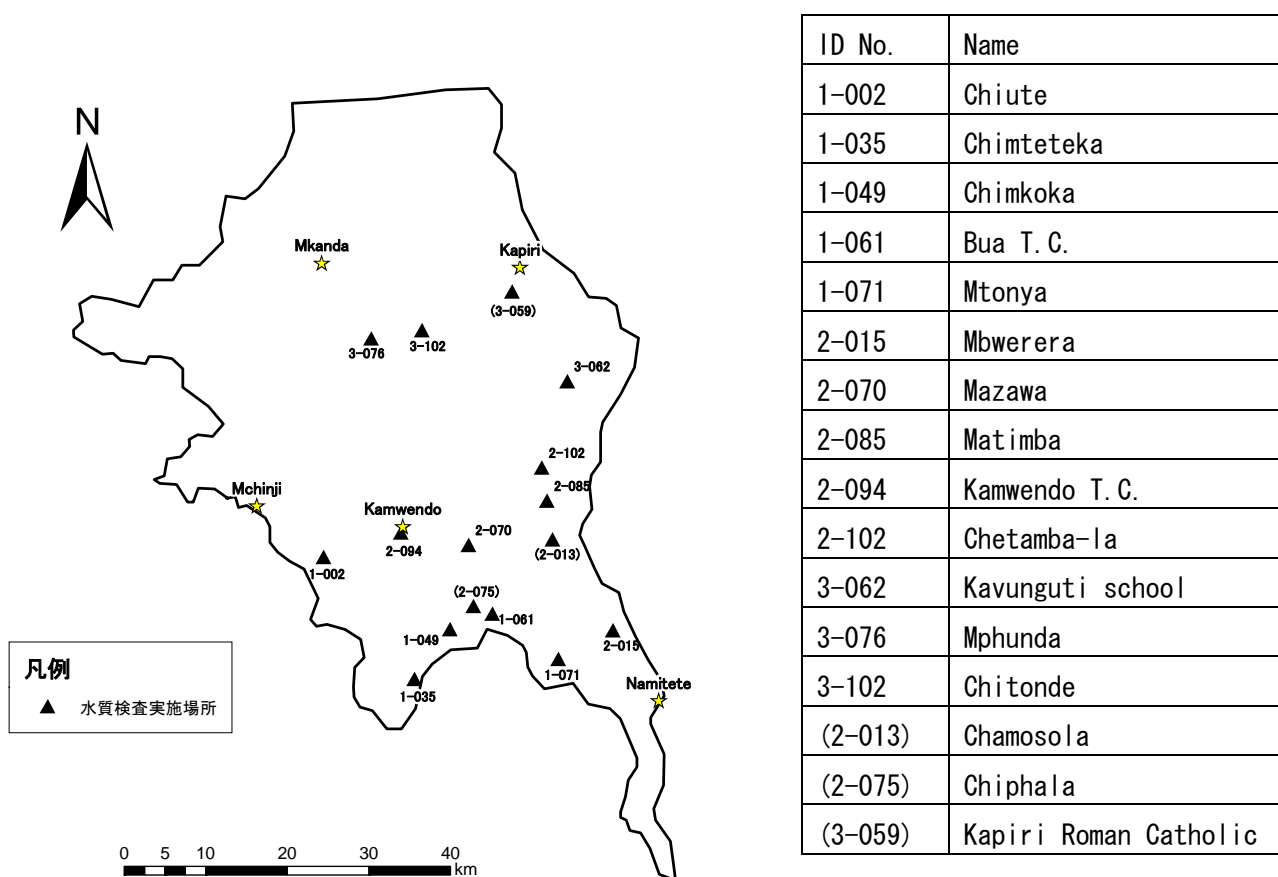 N
Mkanda
Kapiri
(3-059)
3-076
3-102
3-062
2-102
2-085
Mchinji
Kamwendo
2-094
2-070
(2-013)
1-002
(2-075)
1-061
1-049
2-015
1-071
1-035
Namitete
凡例
▲ 水質検査実施場所
0 5 10 20 30 40
km
ID No. Name
1-002 Chiute
1-035 Chimteteka
1-049 Chimkoka
1-061 Bua T.C.
1-071 Mtonya
2-015 Mbwerera
2-070 Mazawa
2-085 Matimba
2-094 Kamwendo T.C.
2-102 Chetamba-la
3-062 Kavunguti school
3-076 Mphunda
3-102 Chitonde
(2-013) Chamosola
(2-075) Chiphala
(3-059) Kapiri Roman Catholic